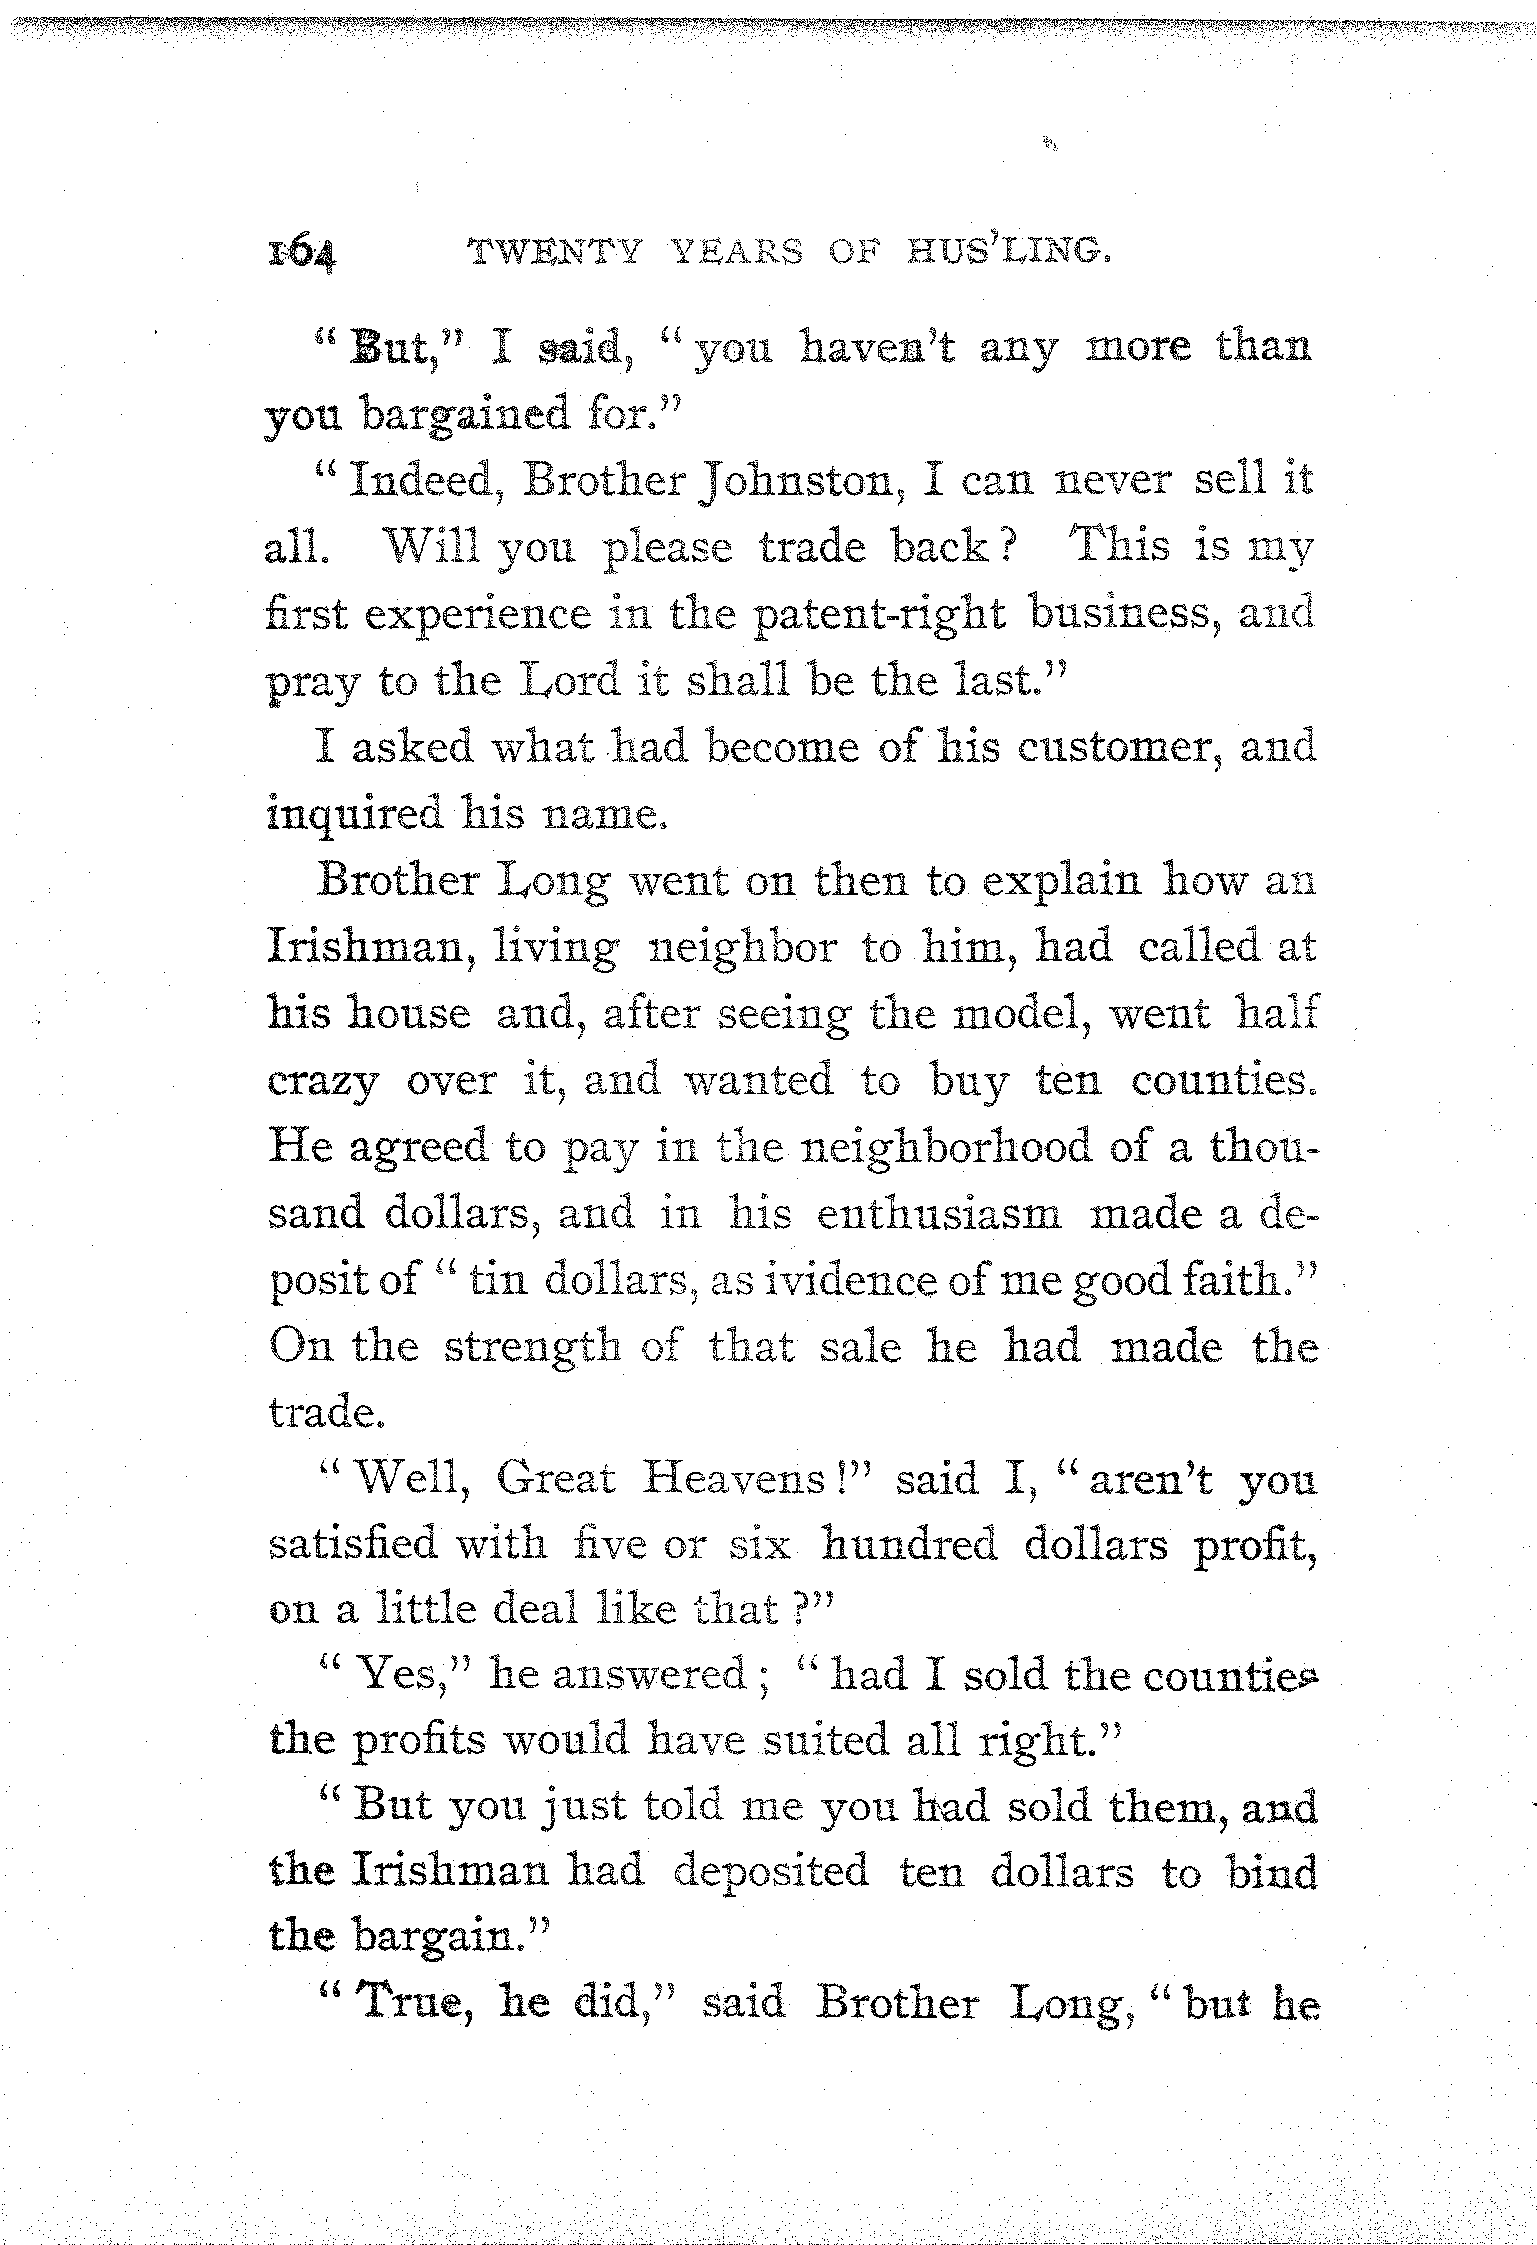 164 TWENTY YEARS OF HUS'LING.
"But," I said, "you haven't any more than
you bargained for."
"Indeed, Brother Johnston, I can never sell it
all. Will you please trade back? This is my
first experience in the patent-right business, and
pray to the Lord it shall be the last."
I asked what had become of his customer, and
inquired his name.
Brother Long went on then to explain how an
Irishman, living neighbor to him, had called at
his house and, after seeing the model, went half
crazy over it, and wanted to buy ten counties.
He agreed to pay in the neighborhood of a thou-
sand dollars, and in his enthusiasm made a de-
posit of "tin dollars, as ividence of me good faith."
On the strength of that sale he had made the
trade.
"Well, Great Heavens!" said I, "aren't you
satisfied with five or six hundred dollars profit,
on a little deal like that?"
"Yes," he answered; "had I sold the counties
the profits would have suited all right."
"But you just told me you had sold them, and
the Irishman had deposited ten dollars to bind
the bargain."
"True, he did," said Brother Long, "but he